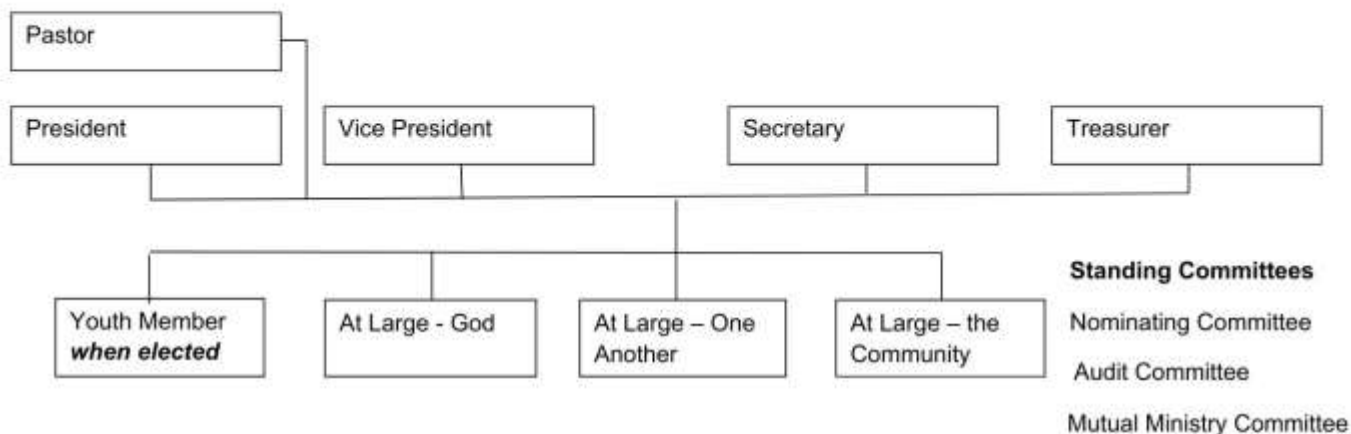 Pastor
President
Vice President
Secretary
Treasurer
Youth Member
when elected
At Large - God
At Large – One
Another
At Large – the
Community
Standing Committees
Nominating Committee
Audit Committee
Mutual Ministry Committee